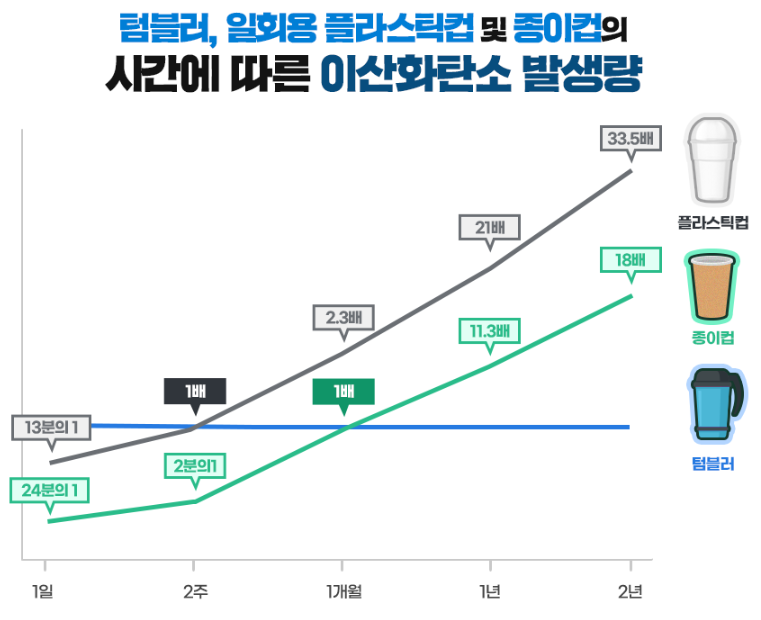 텀블러, 일회용 플라스틱컵 및 종이컵의
시간에 따른 이산화탄소 발생량
33.5배
플라스틱컵
21배
18배
2.3배
11.3배
종이컵
1배
1배
13분의 1
2분의1
텀블러
24분의 1
1일
2주
1개월
1년
2년